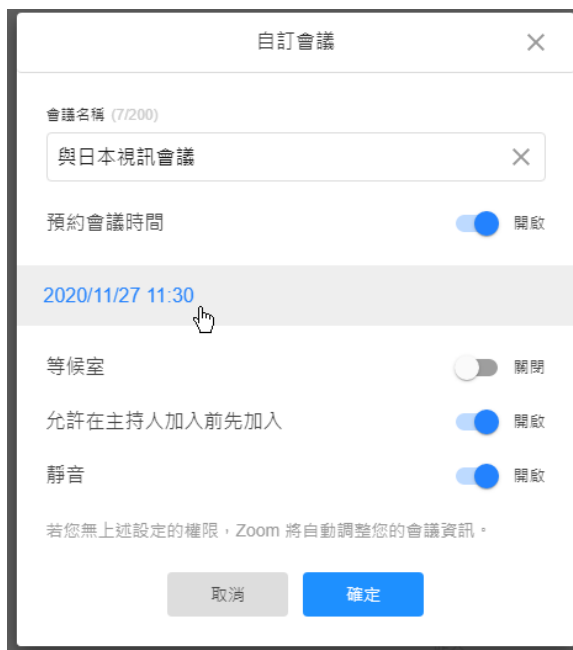 自訂會議
會議名稱 (7/200)
與日本視訊會議
預約會議時間 開啟
2020/11/27 11:30
等候室 關閉
允許在主持人加入前先加入 開啟
靜音 開啟
若您無上述設定的權限，Zoom 將自動調整您的會議資訊。
取消 確定